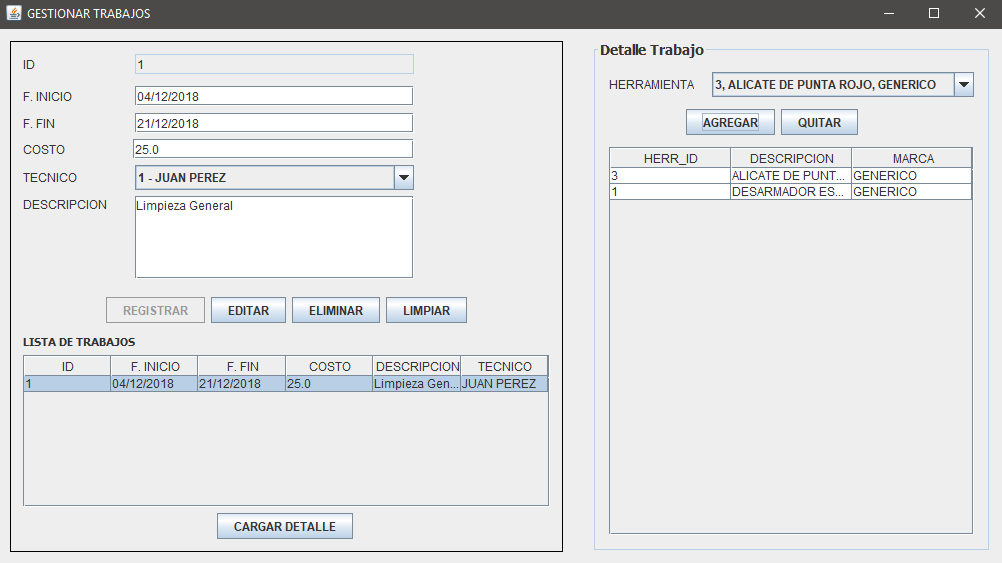 GESTIONAR TRABAJOS
ID 1
F. INICIO 04/12/2018
F. FIN 21/12/2018
COSTO 25.0
TECNICO 1 - JUAN PEREZ
DESCRIPCION Limpieza General
REGISTRAR EDITAR ELIMINAR LIMPIAR
LISTA DE TRABAJOS
ID F. INICIO F. FIN COSTO DESCRIPCION TECNICO
1 04/12/2018 21/12/2018 25.0 Limpieza Gen... JUAN PEREZ
CARGAR DETALLE
Detalle Trabajo
HERRAMIENTA 3, ALICATE DE PUNTA ROJO, GENERICO
AGREGAR QUITAR
HERR_ID DESCRIPCION MARCA
3 ALICATE DE PUNT... GENERICO
1 DESARMADOR ES... GENERICO